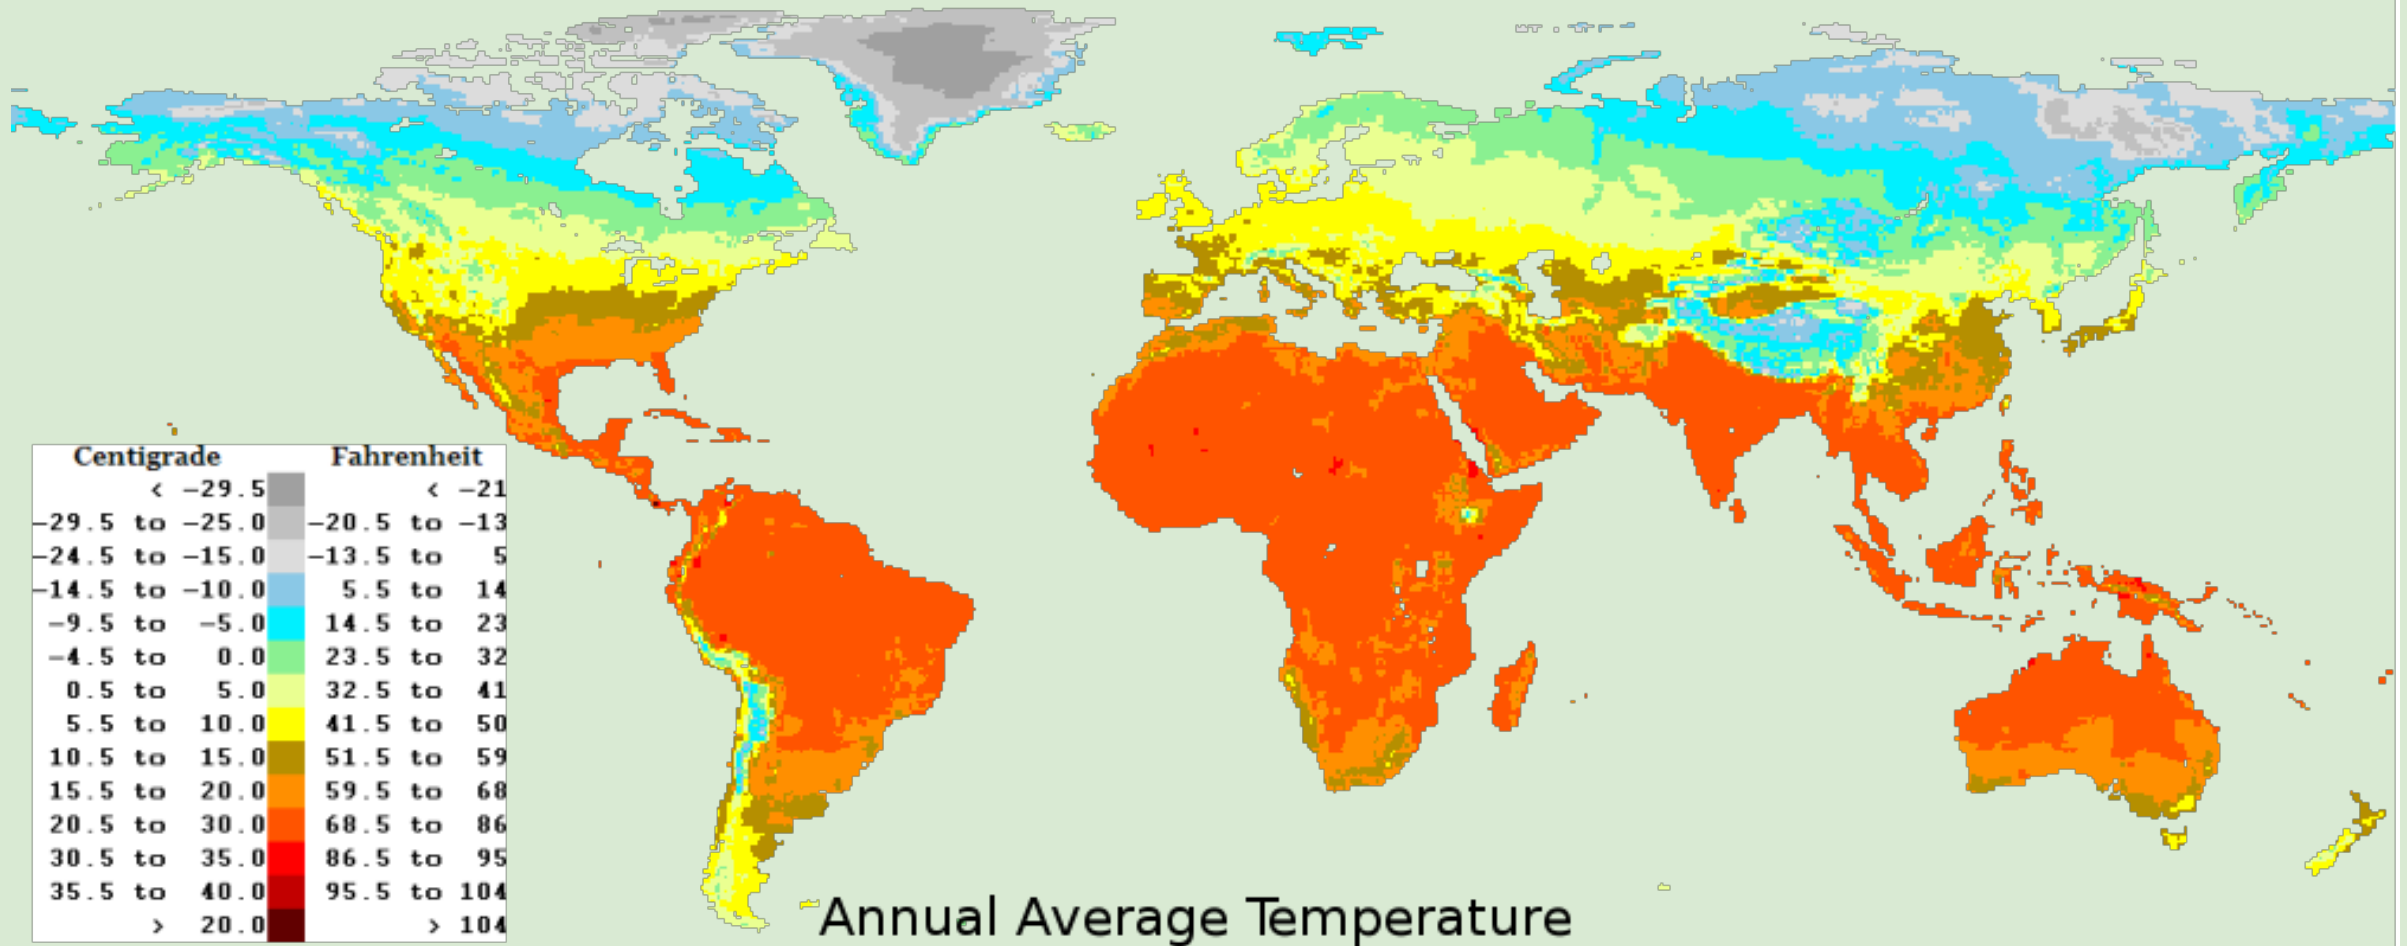 Centigrade Fahrenheit
< -29.5 < -21
-29.5 to -25.0 -20.5 to -13
-24.5 to -15.0 -13.5 to 5
-14.5 to -10.0 5.5 to 14
-9.5 to -5.0 14.5 to 23
-4.5 to 0.0 23.5 to 32
0.5 to 5.0 32.5 to 41
5.5 to 10.0 41.5 to 50
10.5 to 15.0 51.5 to 59
15.5 to 20.0 59.5 to 68
20.5 to 30.0 68.5 to 86
30.5 to 35.0 86.5 to 95
35.5 to 40.0 95.5 to 104
> 20.0 > 104
Annual Average Temperature